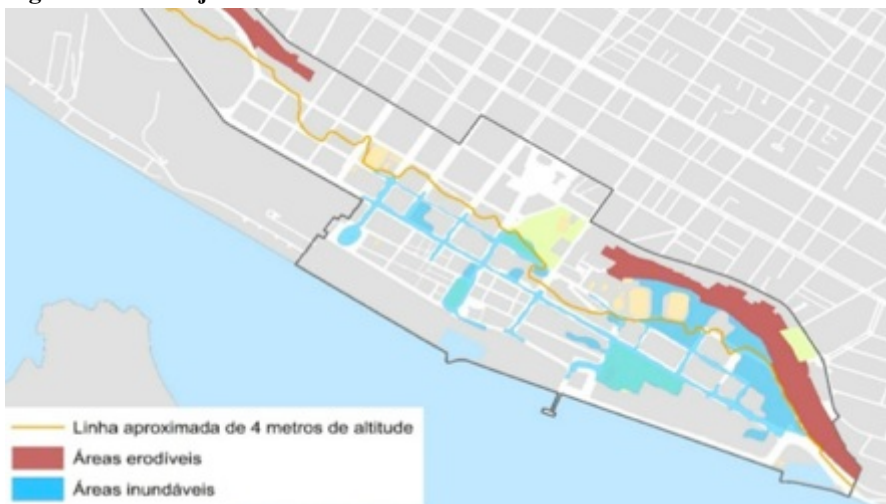 Linha aproximada de 4 metros de altitude
Áreas erodíveis
Áreas inundáveis